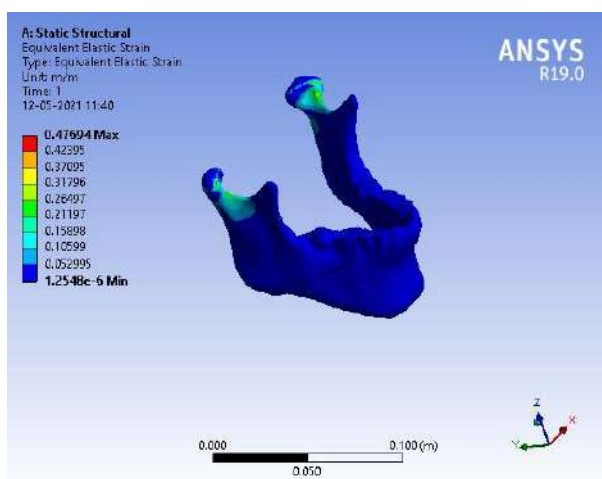 A: Static Structural
Equivalent Elastic Strain
Type: Equivalent Elastic Strain
Unit: m/m
Time: 1
12-05-2021 11:40
0.47694 Max
0.42395
0.37095
0.31796
0.26497
0.21197
0.15898
0.10599
0.052995
1.2548e-6 Min
ANSYS
R19.0
0.000
0.100 (m)
0.050
Z
X
Y